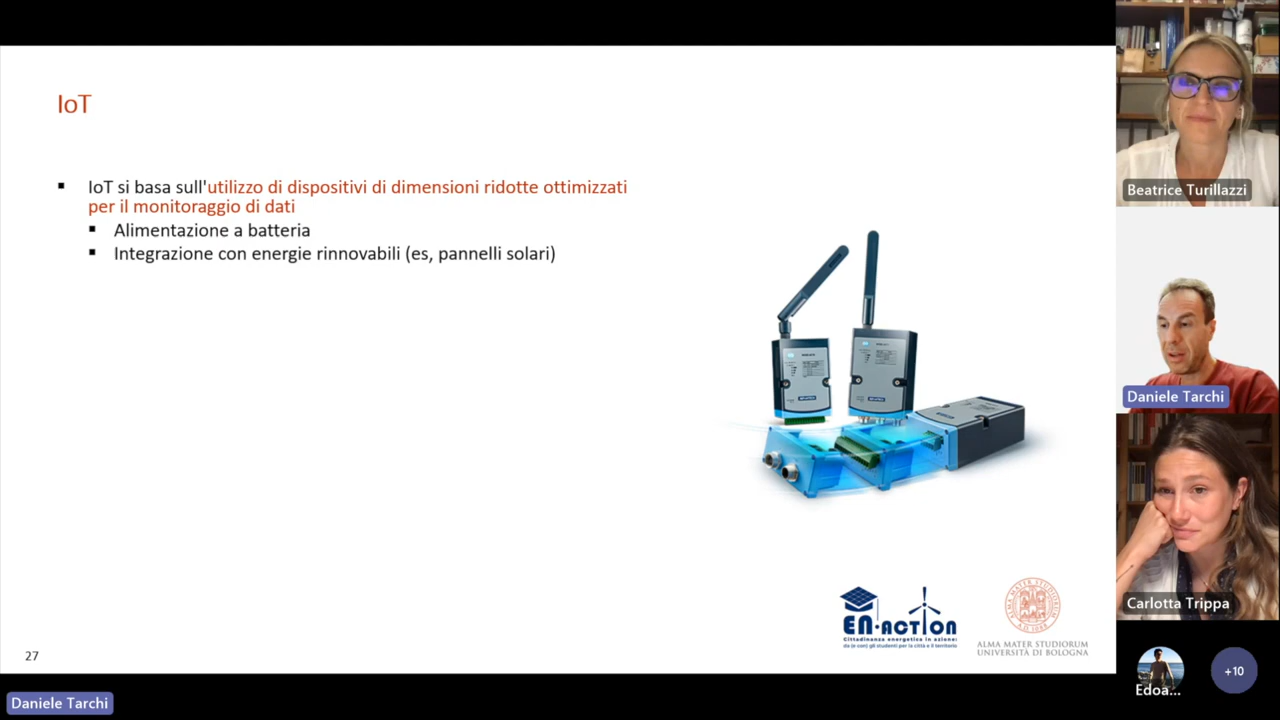 IoT
IoT si basa sull'utilizzo di dispositivi di dimensioni ridotte ottimizzati
per il monitoraggio di dati
Alimentazione a batteria
Integrazione con energie rinnovabili (es, pannelli solari)
EN·ACTION
Cittadinanza energetica in azione:
da (e con) gli studenti per la città e il territorio
ALMA MATER STUDIORUM
UNIVERSITÀ DI BOLOGNA
27
Daniele Tarchi
Beatrice Turillazzi
Daniele Tarchi
Carlotta Trippa
Edoa...
+10